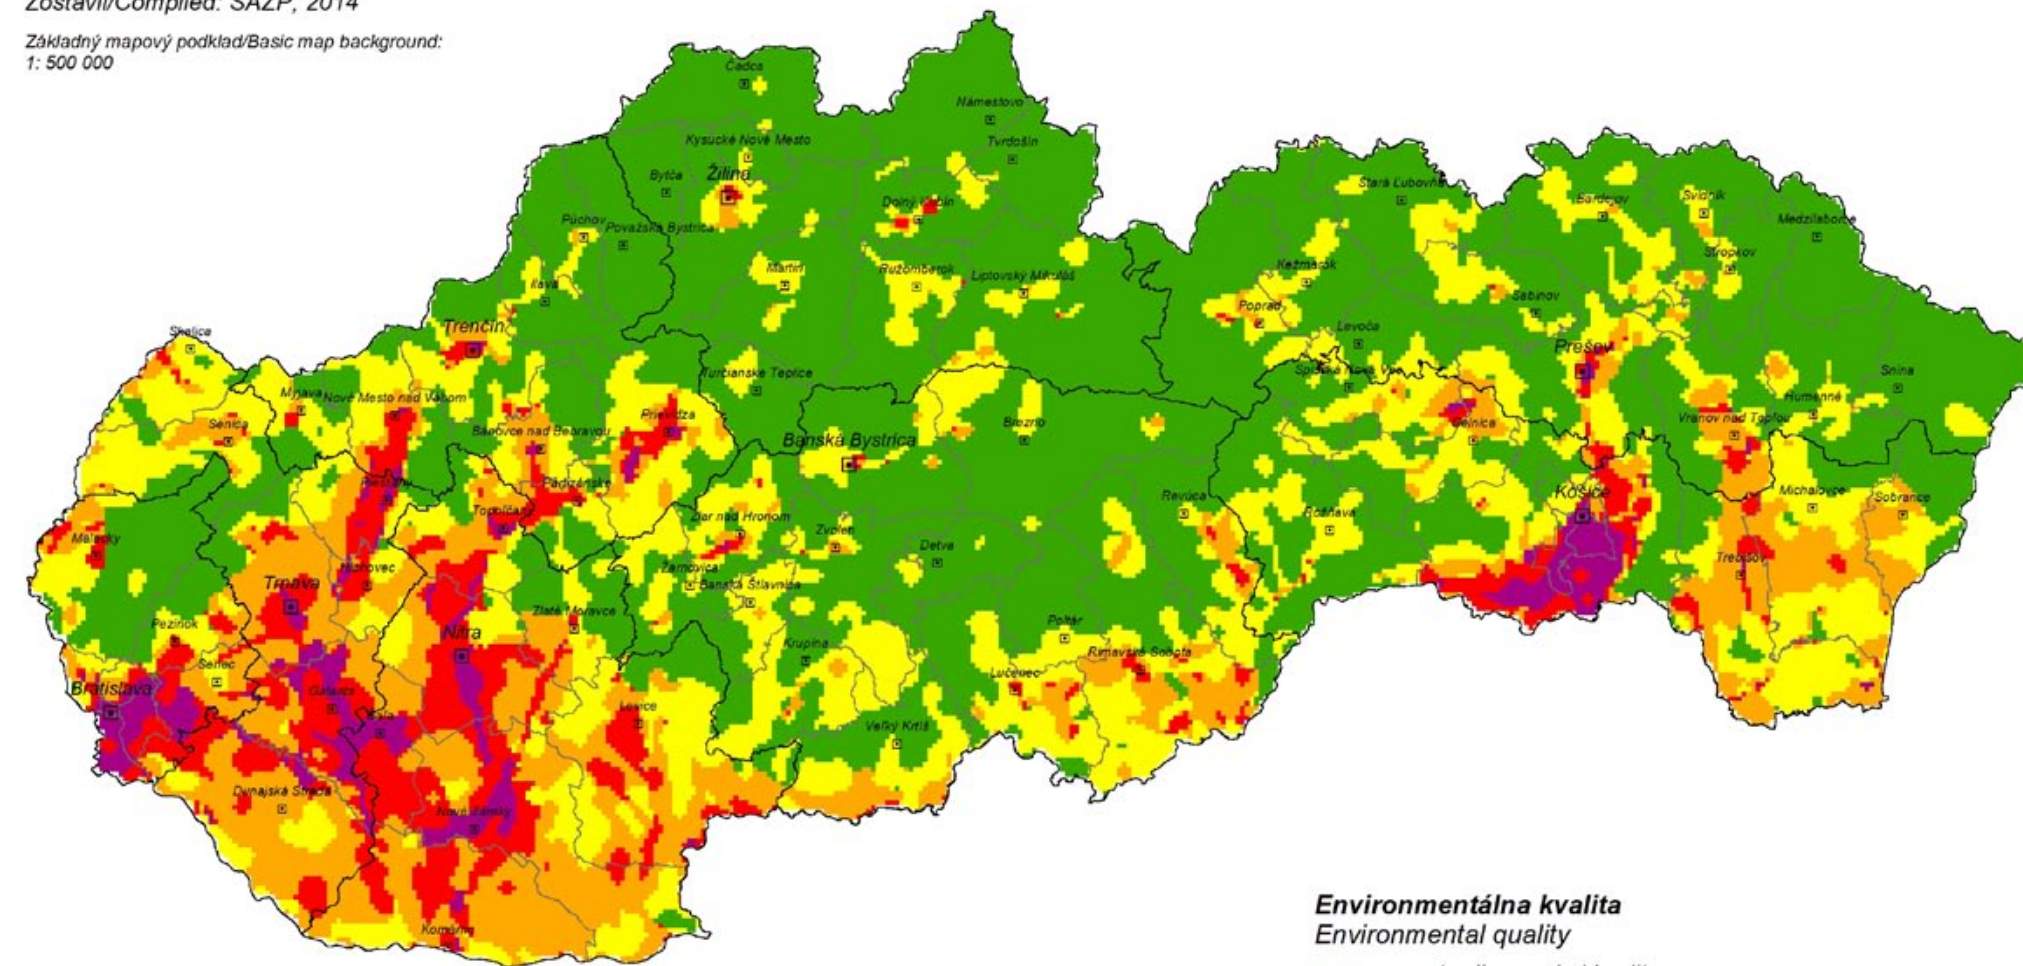 Zostavil/Compiled: SAŽP, 2014
Základný mapový podklad/Basic map background:
1: 500 000
Čadca
Námestovo
Kysucké Nové Mesto
Tvrdošín
Bytča
Žilina
Stará Ľubovňa
Dolný Kubín
Bardejov
Svidník
Púchov
Považská Bystrica
Medzilaborce
Martin
Ružomberok
Liptovský Mikuláš
Kežmarok
Stropkov
Ilava
Poprad
Sabinov
Skalica
Trenčín
Levoča
Prešov
Turčianske Teplice
Spišská Nová Ves
Snina
Myjava
Nové Mesto nad Váhom
Prievidza
Humenné
Senica
Bánovce nad Bebravou
Banská Bystrica
Brezno
Gelnica
Vranov nad Topľou
Piešťany
Partizánske
Revúca
Košice
Michalovce
Sobrance
Topoľčany
Žiar nad Hronom
Zvolen
Rožňava
Malacky
Detva
Trebišov
Hlohovec
Žarnovica
Banská Štiavnica
Trnava
Zlaté Moravce
Pezinok
Nitra
Krupina
Poltár
Rimavská Sobota
Senec
Lučenec
Bratislava
Galanta
Levice
Šaľa
Veľký Krtíš
Dunajská Streda
Nové Zámky
Komárno
Environmentálna kvalita
Environmental quality